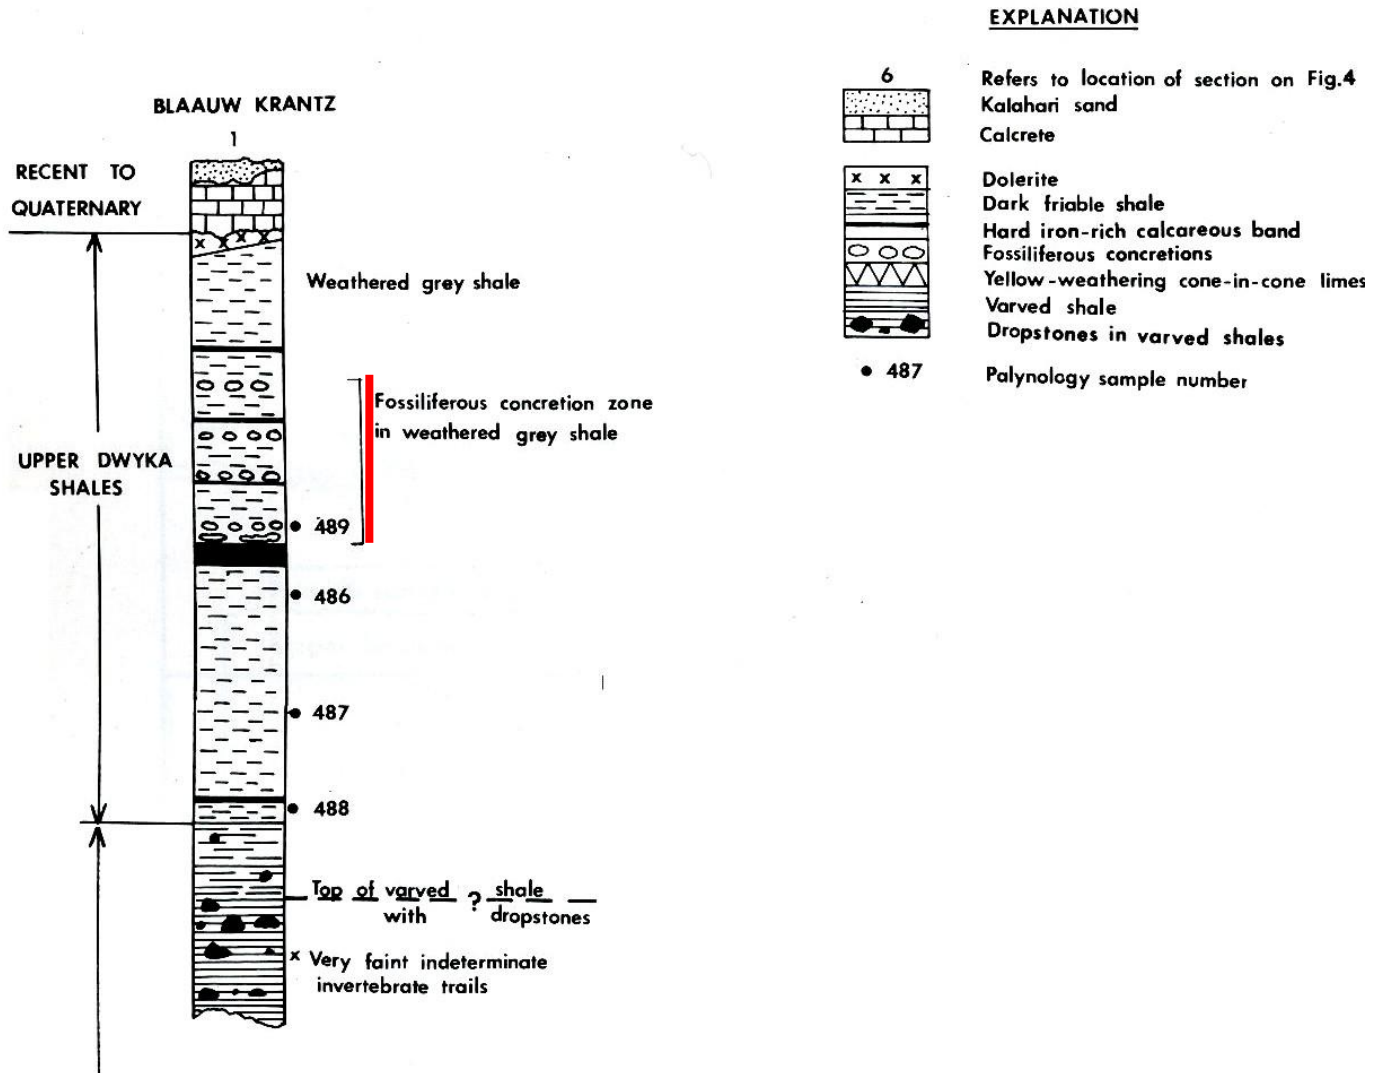 EXPLANATION
6
Refers to location of section on Fig.4
Kalahari sand
Calcrete
Dolerite
Dark friable shale
Hard iron-rich calcareous band
Fossiliferous concretions
Yellow-weathering cone-in-cone limes
Varved shale
Dropstones in varved shales
487
Palynology sample number
BLAAUW KRANTZ
1
RECENT TO
QUATERNARY
Weathered grey shale
Fossiliferous concretion zone
in weathered grey shale
UPPER DWYKA
SHALES
489
486
487
488
Top of varved ? shale
with dropstones
x Very faint indeterminate
invertebrate trails